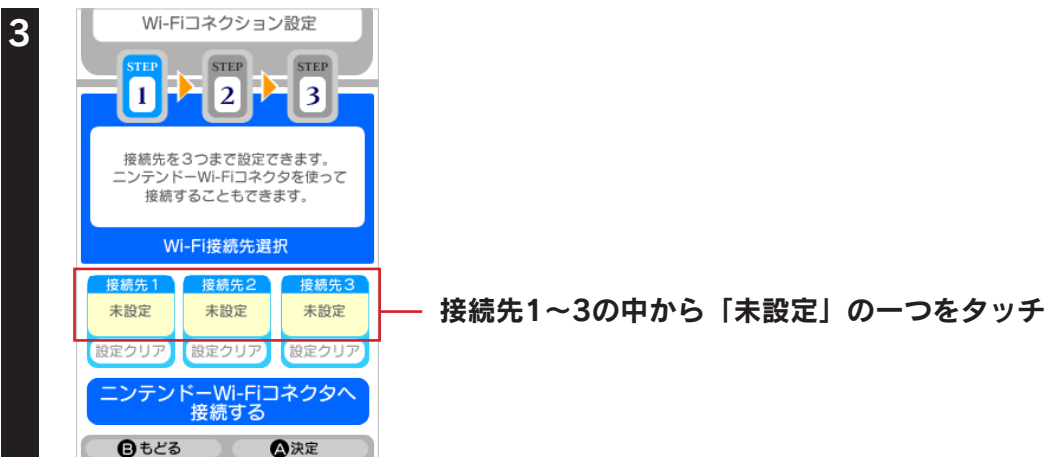 3
Wi-Fiコネクション設定
STEP 1
STEP 2
STEP 3
接続先を3つまで設定できます。
ニンテンドーWi-Fiコネクタを使って
接続することもできます。
Wi-Fi接続先選択
接続先1 接続先2 接続先3
未設定 未設定 未設定
設定クリア 設定クリア 設定クリア
接続先1〜3の中から「未設定」の一つをタッチ
ニンテンドーWi-Fiコネクタへ
接続する
Bもどる A決定